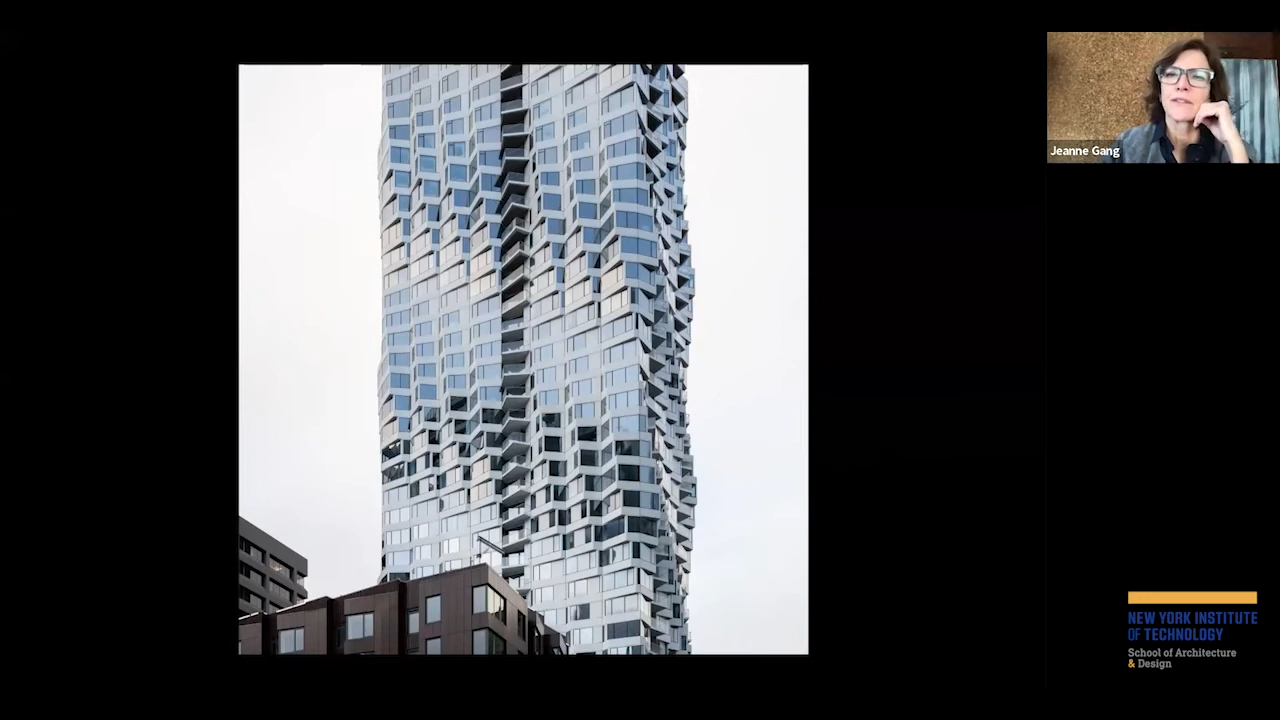 Jeanne Gang
NEW YORK INSTITUTE
OF TECHNOLOGY
School of Architecture
& Design